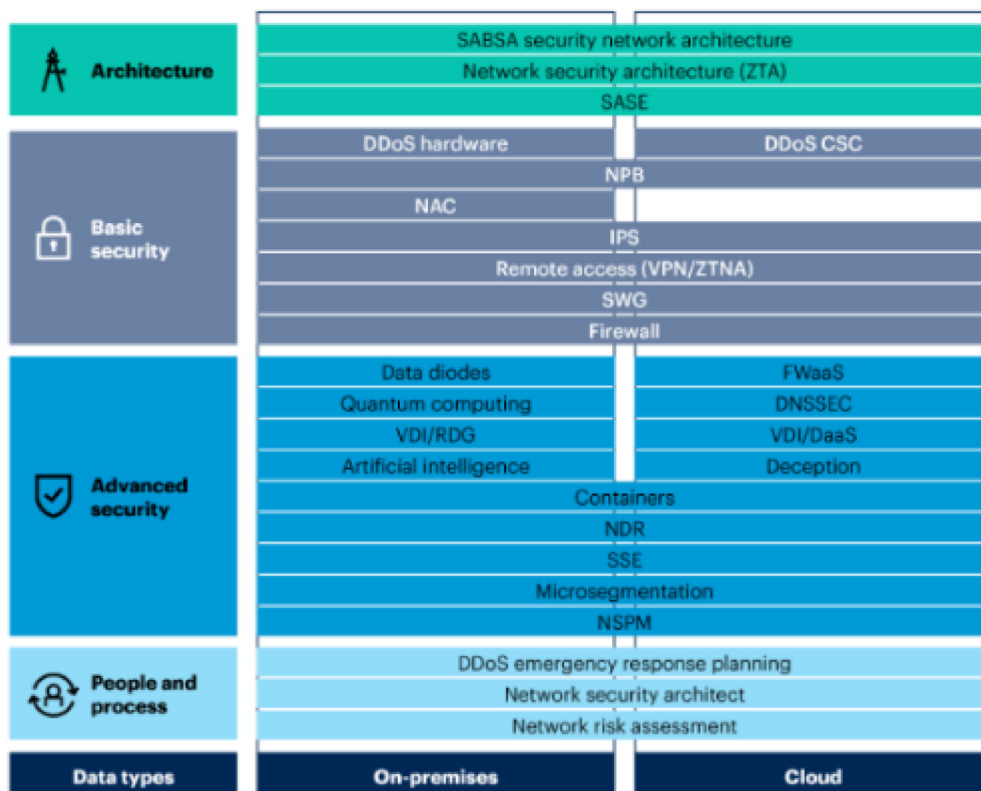 Architecture
SABSA security network architecture
Network security architecture (ZTA)
SASE
Basic
security
DDoS hardware
DDoS CSC
NPB
NAC
IPS
Remote access (VPN/ZTNA)
SWG
Firewall
Advanced
security
Data diodes
FWaaS
Quantum computing
DNSSEC
VDI/RDG
VDI/DaaS
Artificial intelligence
Deception
Containers
NDR
SSE
Microsegmentation
NSPM
People and
process
DDoS emergency response planning
Network security architect
Network risk assessment
Data types
On-premises
Cloud